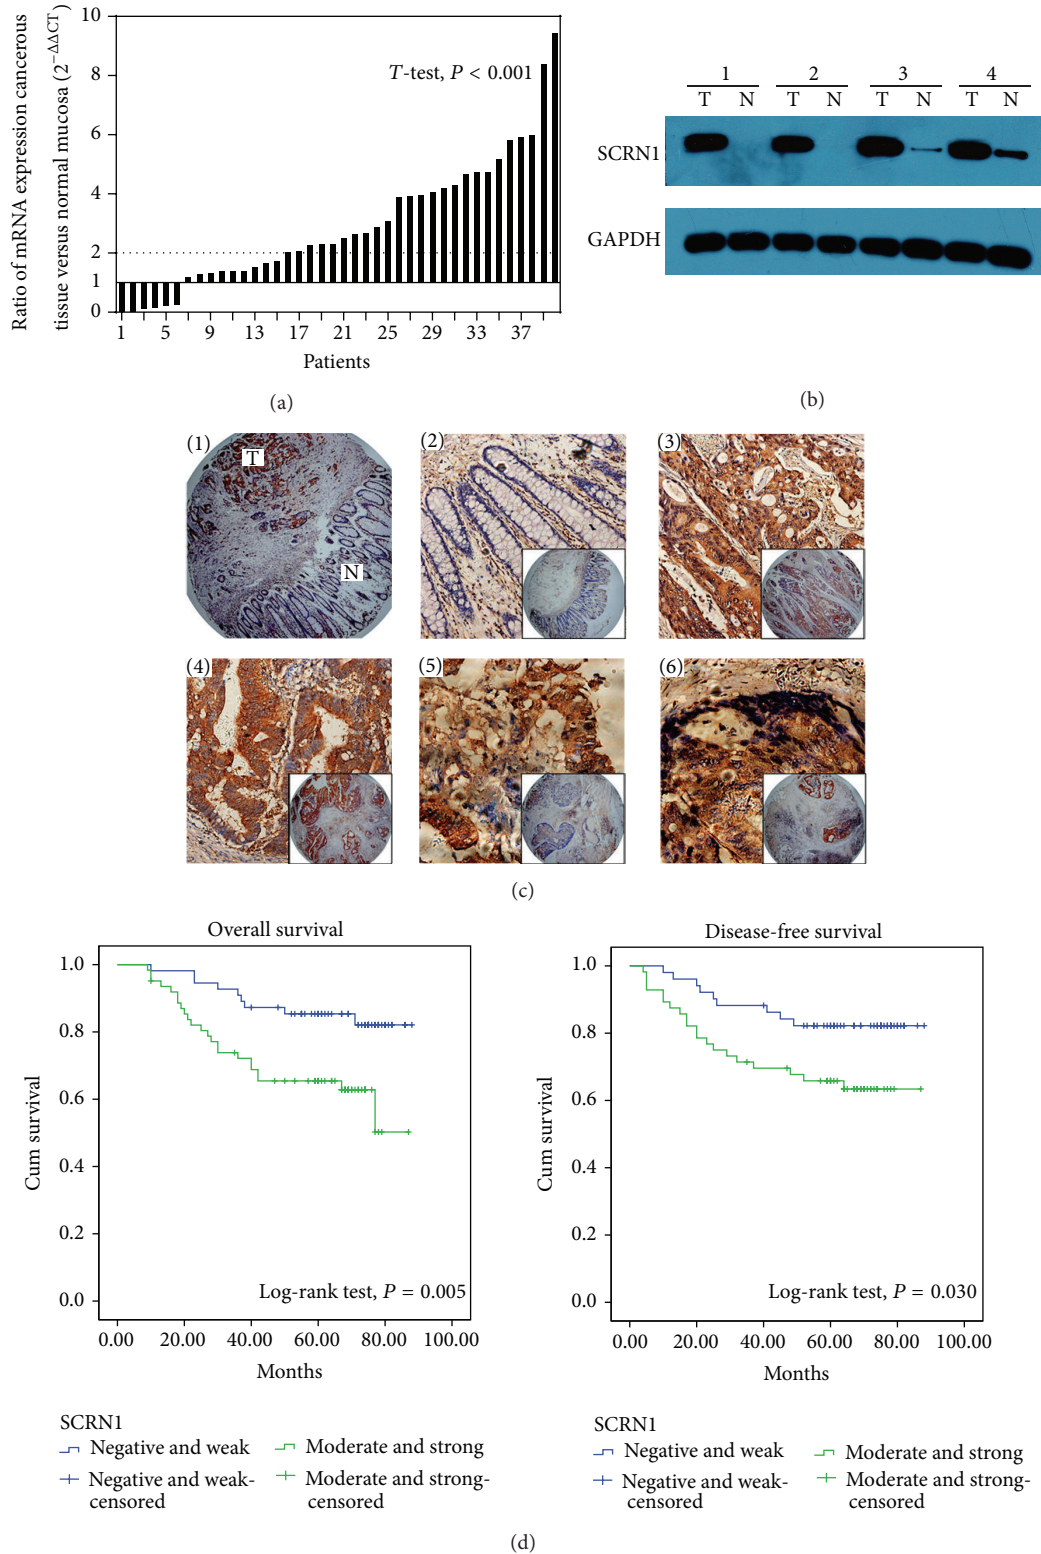 Ratio of mRNA expression cancerous
tissue versus normal mucosa (2^−ΔΔCT)
10
8
6
4
2
1
0
T-test, P < 0.001
1 5 9 13 17 21 25 29 33 37
Patients
(a)
1 2 3 4
T N T N T N T N
SCRN1
GAPDH
(b)
(1)
T
N
(2)
(3)
(4)
(5)
(6)
(c)
Overall survival
Cum survival
1.0
0.8
0.6
0.4
0.2
0.0
Log-rank test, P = 0.005
0.00 20.00 40.00 60.00 80.00 100.00
Months
SCRN1
Negative and weak
Negative and weak-
censored
Moderate and strong
Moderate and strong-
censored
Disease-free survival
Cum survival
1.0
0.8
0.6
0.4
0.2
0.0
Log-rank test, P = 0.030
0.00 20.00 40.00 60.00 80.00 100.00
Months
SCRN1
Negative and weak
Negative and weak-
censored
Moderate and strong
Moderate and strong-
censored
(d)